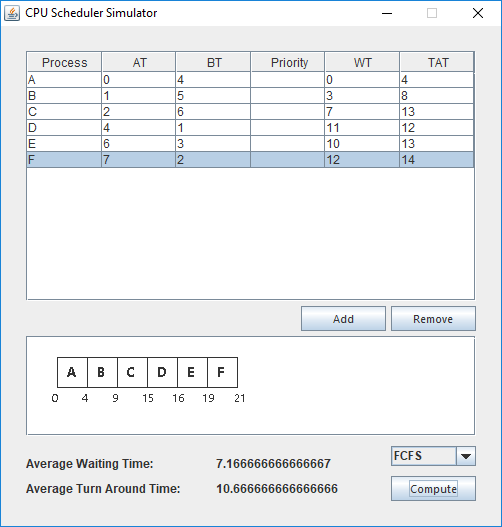 CPU Scheduler Simulator
Process AT BT Priority WT TAT
A 0 4 0 4
B 1 5 3 8
C 2 6 7 13
D 4 1 11 12
E 6 3 10 13
F 7 2 12 14
Add Remove
A B C D E F
0 4 9 15 16 19 21
Average Waiting Time: 7.166666666666667 FCFS
Average Turn Around Time: 10.666666666666666 Compute